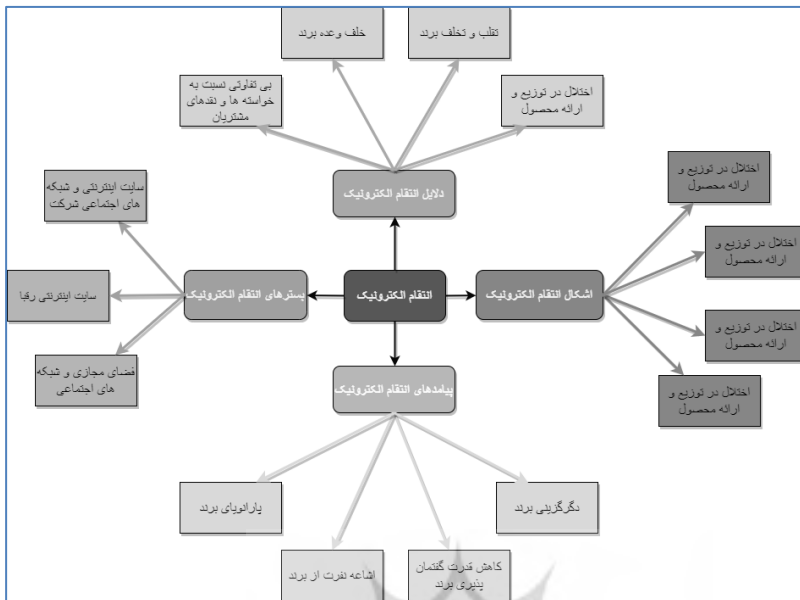 تقلب و تخلف برند
خلف وعده برند
اختلال در توزیع و
ارائه محصول
بی تفاوتی نسبت به
خواسته ها و نقدهای
مشتریان
دلایل انتقام الکترونیک
اختلال در توزیع و
ارائه محصول
اختلال در توزیع و
ارائه محصول
اختلال در توزیع و
ارائه محصول
اختلال در توزیع و
ارائه محصول
اشکال انتقام الکترونیک
انتقام الکترونیک
بسترهای انتقام الکترونیک
سایت اینترنتی و شبکه
های اجتماعی شرکت
سایت اینترنتی رقبا
فضای مجازی و شبکه
های اجتماعی
پیامدهای انتقام الکترونیک
دگرگزینی برند
پارانویای برند
کاهش قدرت گفتمان
پذیری برند
اشاعه نفرت از برند